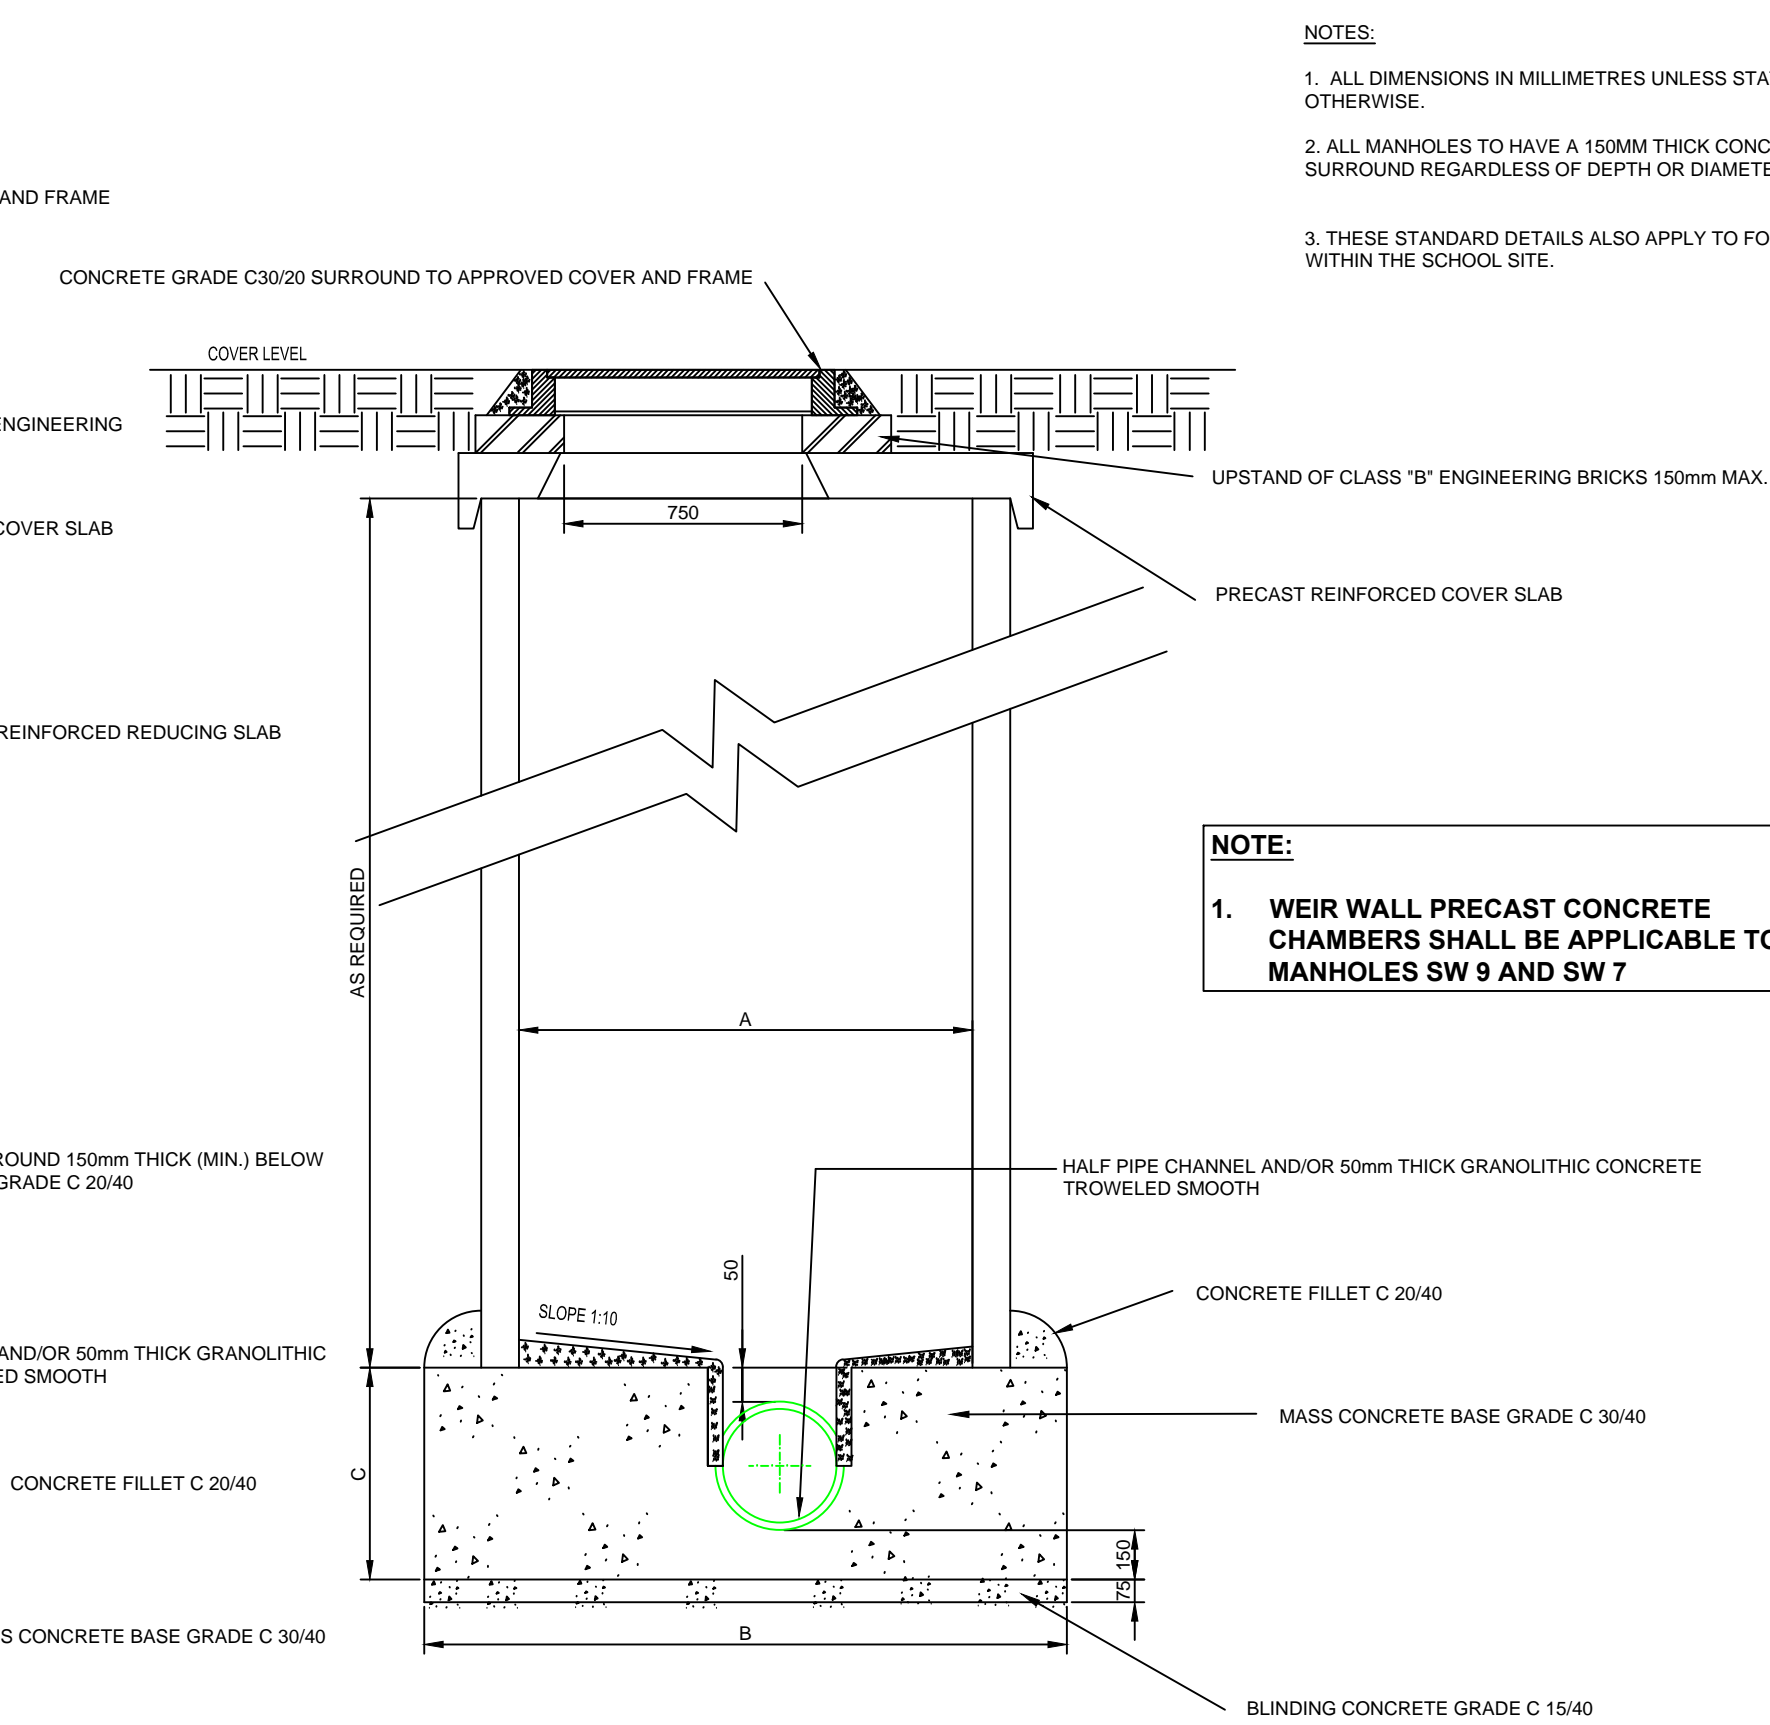 NOTES:
1. ALL DIMENSIONS IN MILLIMETRES UNLESS STA
OTHERWISE.
2. ALL MANHOLES TO HAVE A 150MM THICK CONC
SURROUND REGARDLESS OF DEPTH OR DIAMETE
3. THESE STANDARD DETAILS ALSO APPLY TO FO
WITHIN THE SCHOOL SITE.
AND FRAME
CONCRETE GRADE C30/20 SURROUND TO APPROVED COVER AND FRAME
COVER LEVEL
ENGINEERING
UPSTAND OF CLASS "B" ENGINEERING BRICKS 150mm MAX.
750
COVER SLAB
PRECAST REINFORCED COVER SLAB
REINFORCED REDUCING SLAB
NOTE:
1. WEIR WALL PRECAST CONCRETE
CHAMBERS SHALL BE APPLICABLE TO
MANHOLES SW 9 AND SW 7
AS REQUIRED
A
ROUND 150mm THICK (MIN.) BELOW
GRADE C 20/40
HALF PIPE CHANNEL AND/OR 50mm THICK GRANOLITHIC CONCRETE
TROWELED SMOOTH
50
SLOPE 1:10
CONCRETE FILLET C 20/40
AND/OR 50mm THICK GRANOLITHIC
ED SMOOTH
MASS CONCRETE BASE GRADE C 30/40
C
CONCRETE FILLET C 20/40
150
75
S CONCRETE BASE GRADE C 30/40
B
BLINDING CONCRETE GRADE C 15/40